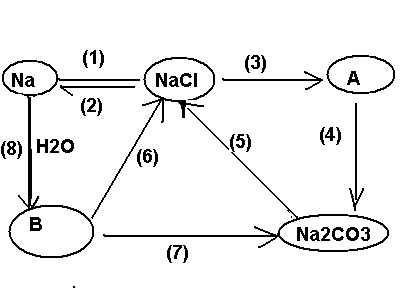 (1)
Na
NaCl
(3)
A
(2)
(8)
H2O
(6)
(5)
(4)
B
Na2CO3
(7)